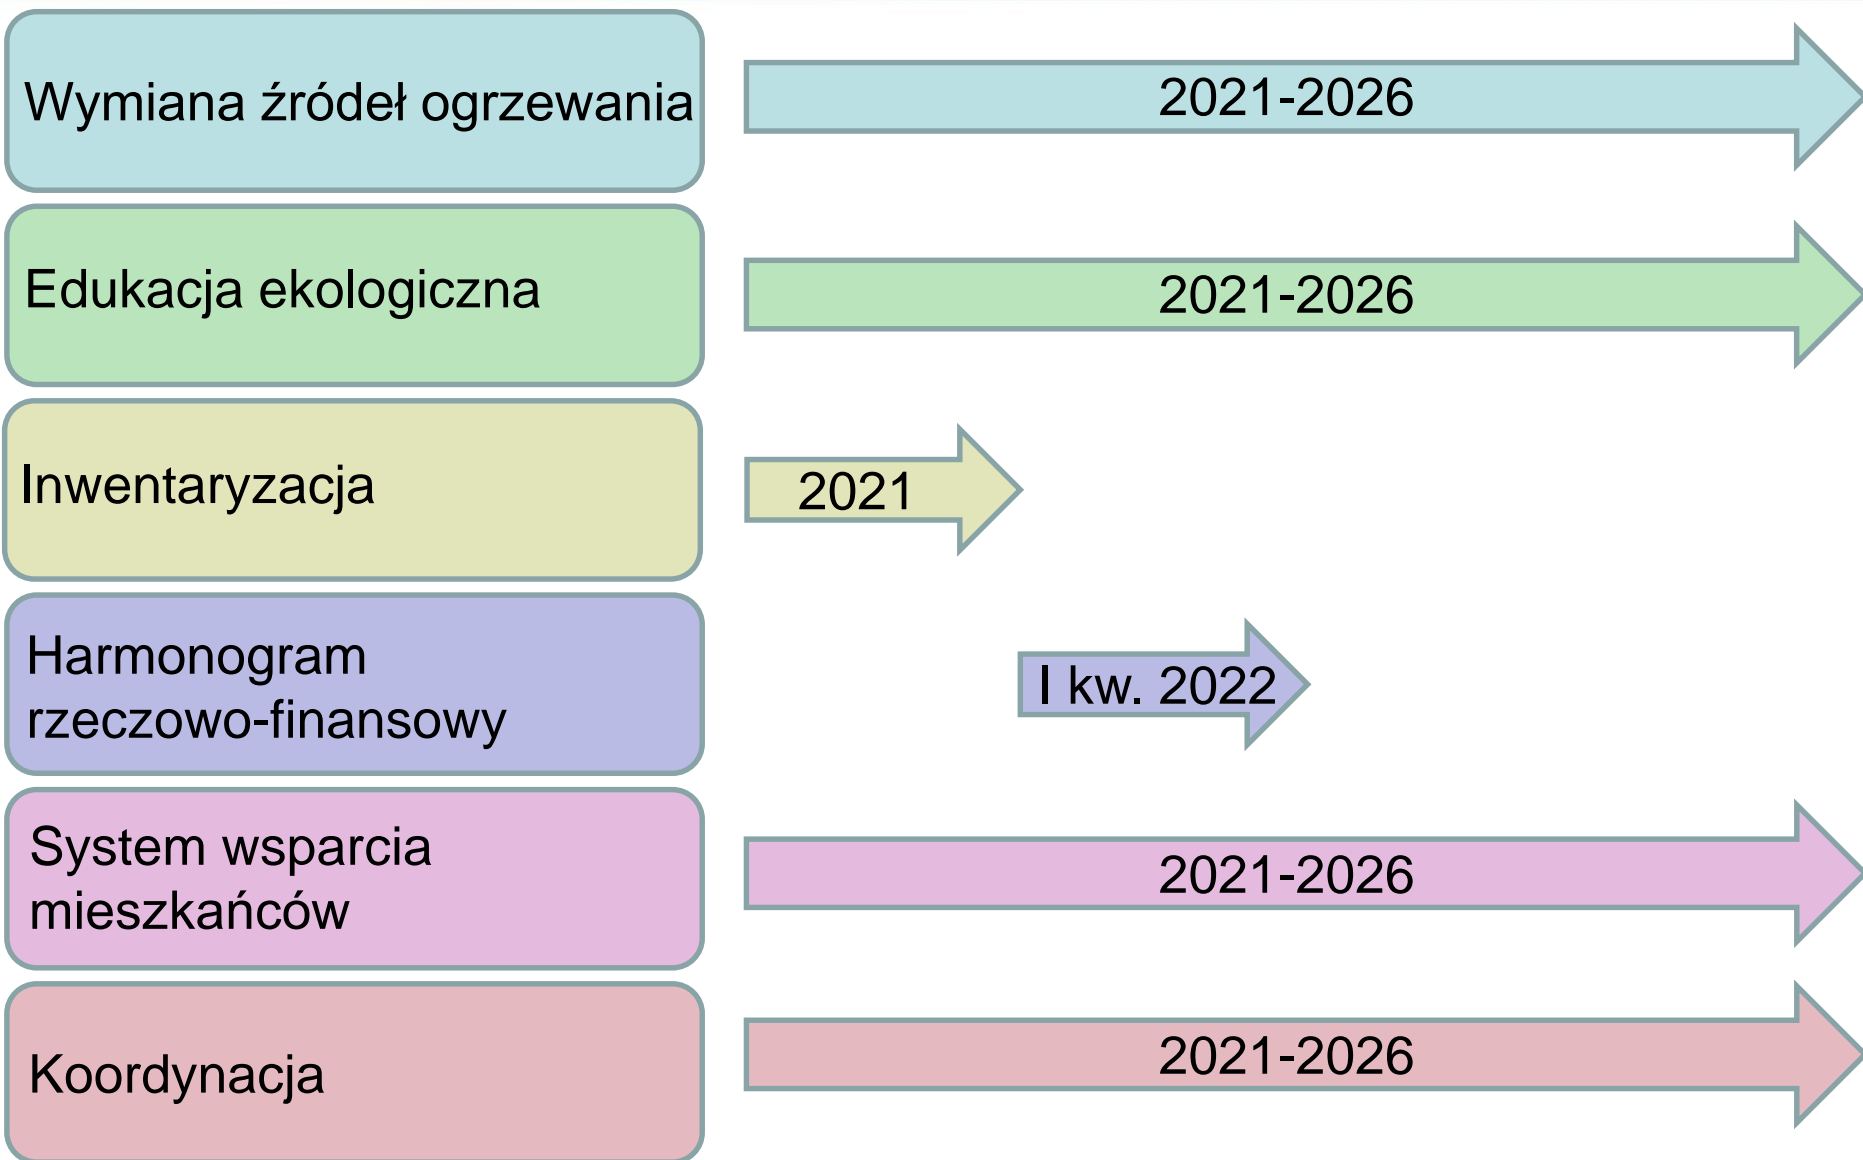 Wymiana źródeł ogrzewania
2021-2026
Edukacja ekologiczna
2021-2026
Inwentaryzacja
2021
Harmonogram
rzeczowo-finansowy
I kw. 2022
System wsparcia
mieszkańców
2021-2026
Koordynacja
2021-2026